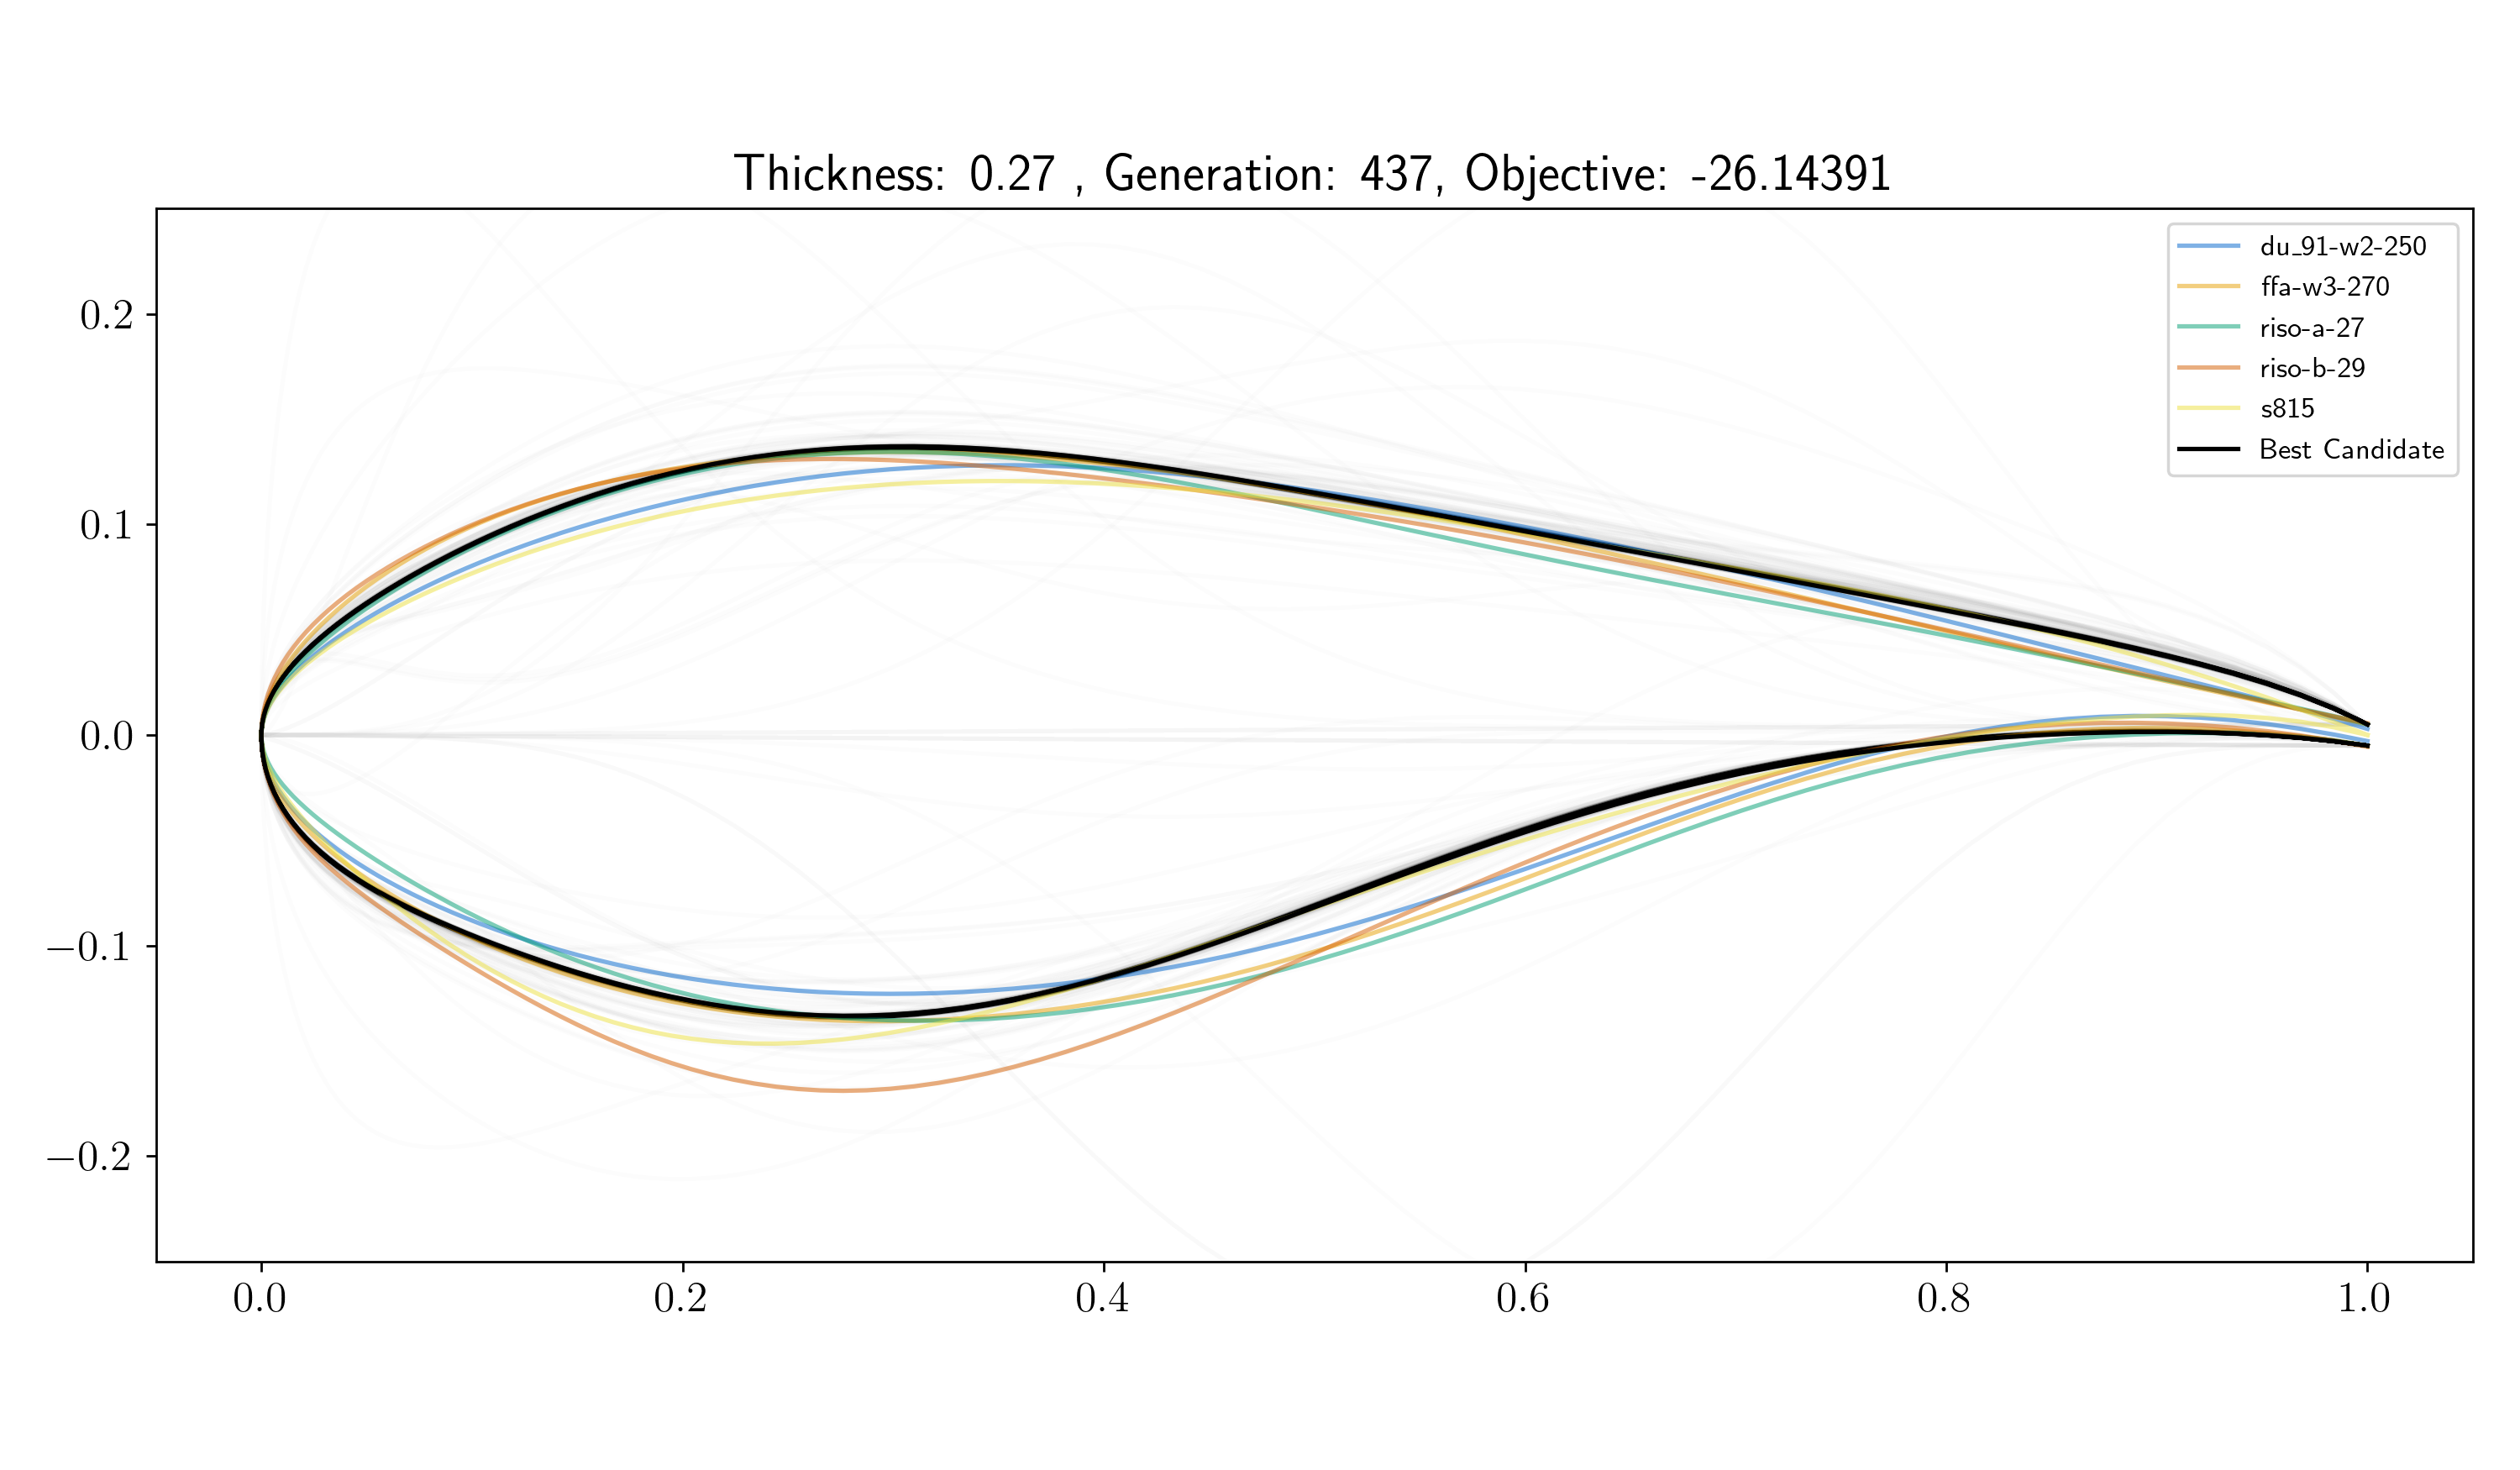 Thickness: 0.27 , Generation: 437, Objective: -26.14391
du_91-w2-250
ffa-w3-270
riso-a-27
riso-b-29
s815
Best Candidate
0.2
0.1
0.0
−0.1
−0.2
0.0 0.2 0.4 0.6 0.8 1.0